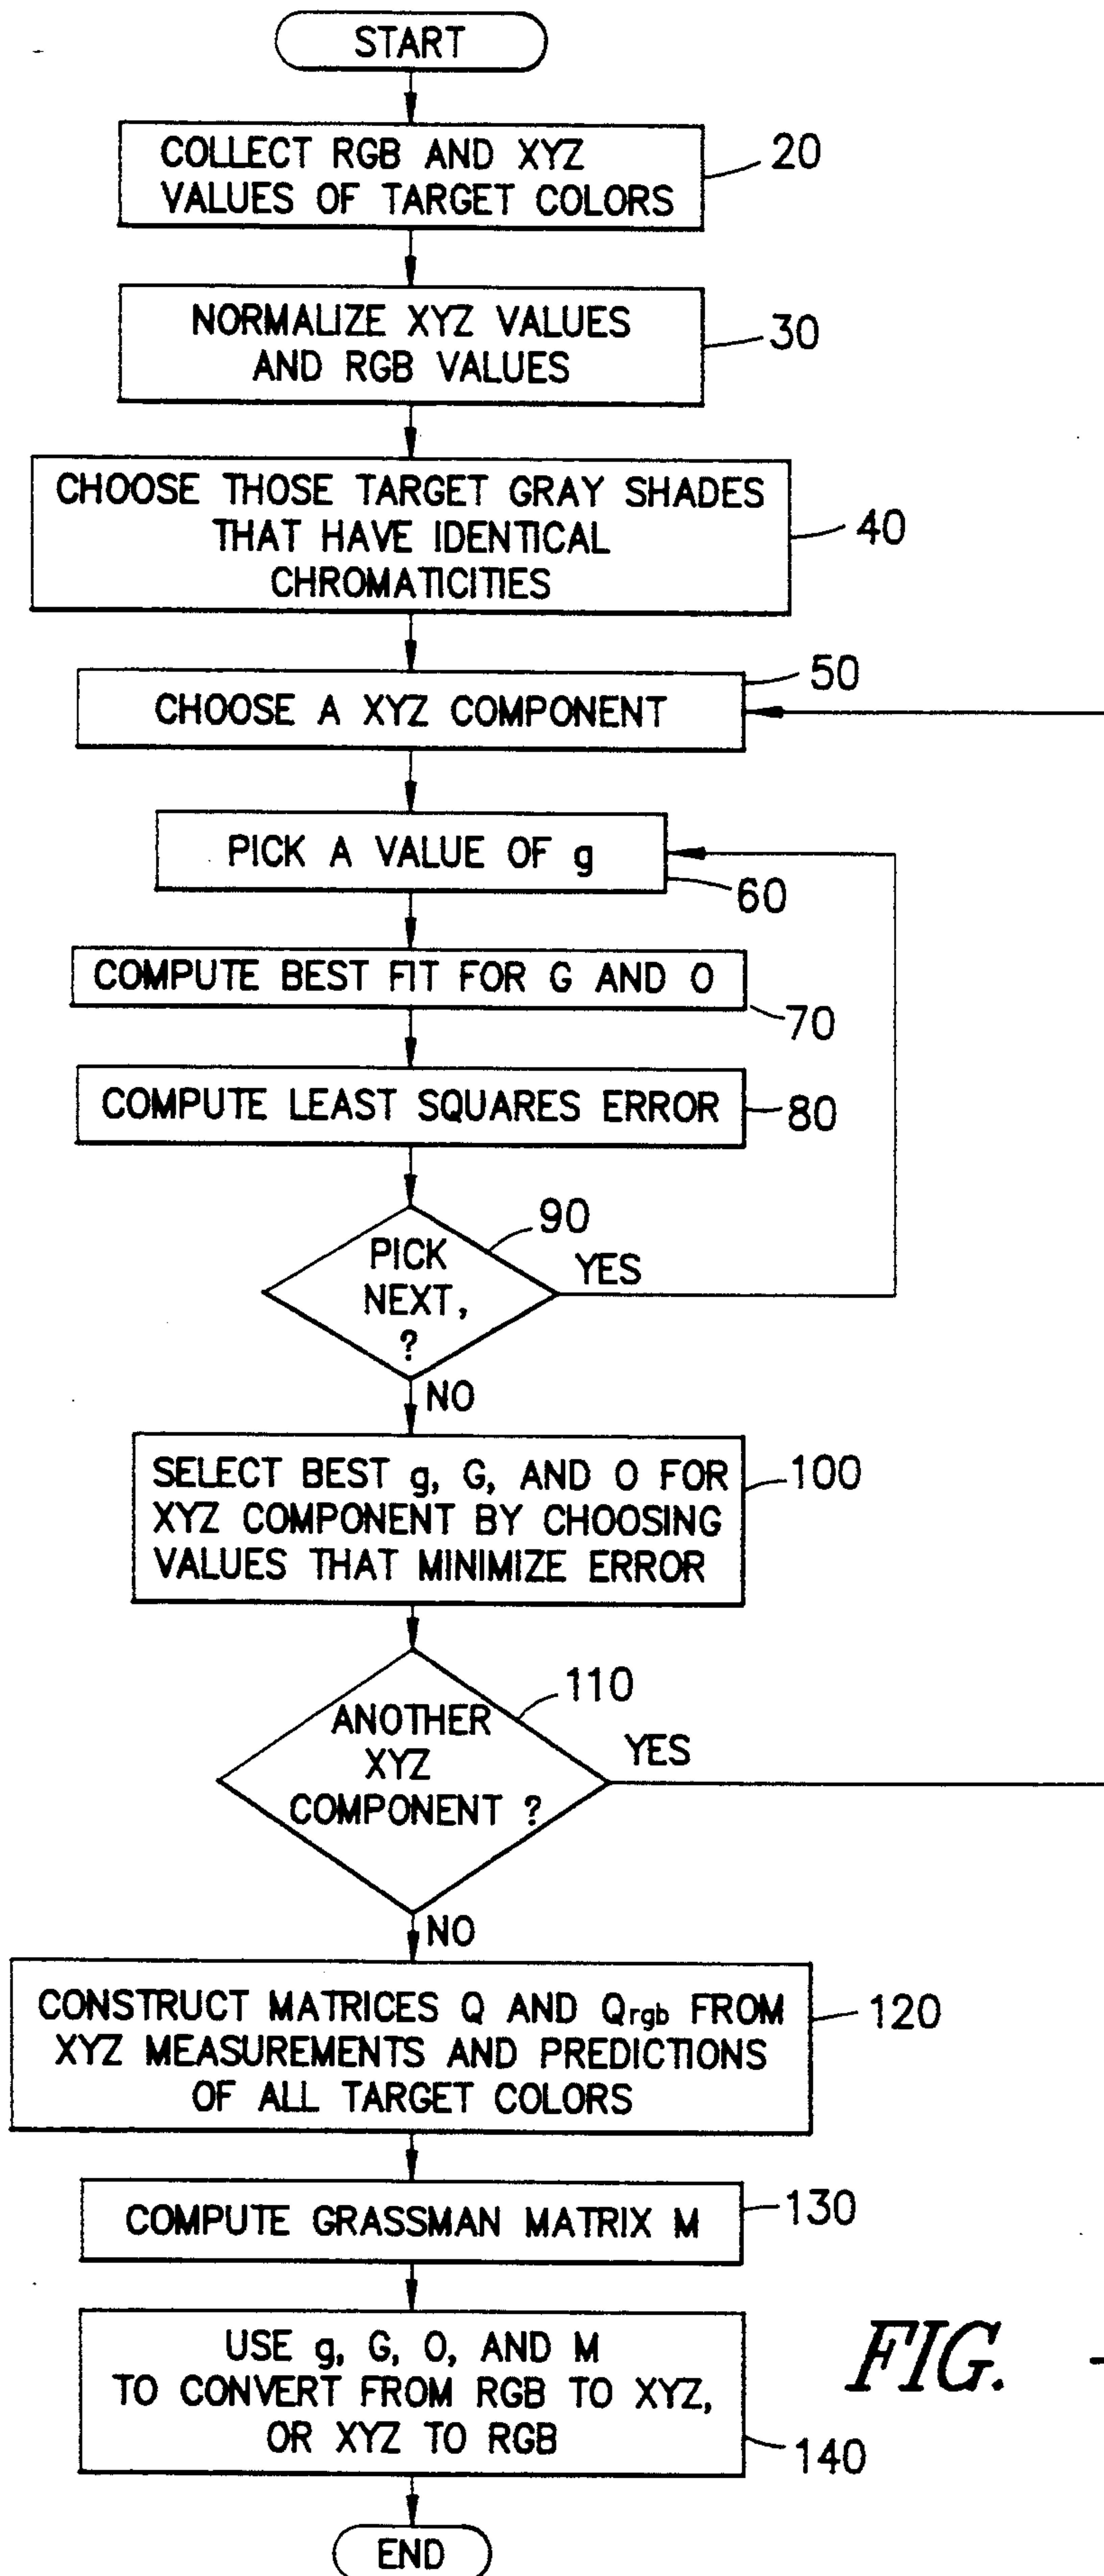 START
COLLECT RGB AND XYZ
VALUES OF TARGET COLORS
20
NORMALIZE XYZ VALUES
AND RGB VALUES
30
CHOOSE THOSE TARGET GRAY SHADES
THAT HAVE IDENTICAL
CHROMATICITIES
40
CHOOSE A XYZ COMPONENT
50
PICK A VALUE OF g
60
COMPUTE BEST FIT FOR G AND O
70
COMPUTE LEAST SQUARES ERROR
80
PICK
NEXT,
?
90
YES
NO
SELECT BEST g, G, AND O FOR
XYZ COMPONENT BY CHOOSING
VALUES THAT MINIMIZE ERROR
100
ANOTHER
XYZ
COMPONENT ?
110
YES
NO
CONSTRUCT MATRICES Q AND Qrgb FROM
XYZ MEASUREMENTS AND PREDICTIONS
OF ALL TARGET COLORS
120
COMPUTE GRASSMAN MATRIX M
130
USE g, G, O, AND M
TO CONVERT FROM RGB TO XYZ,
OR XYZ TO RGB
140
FIG.
END